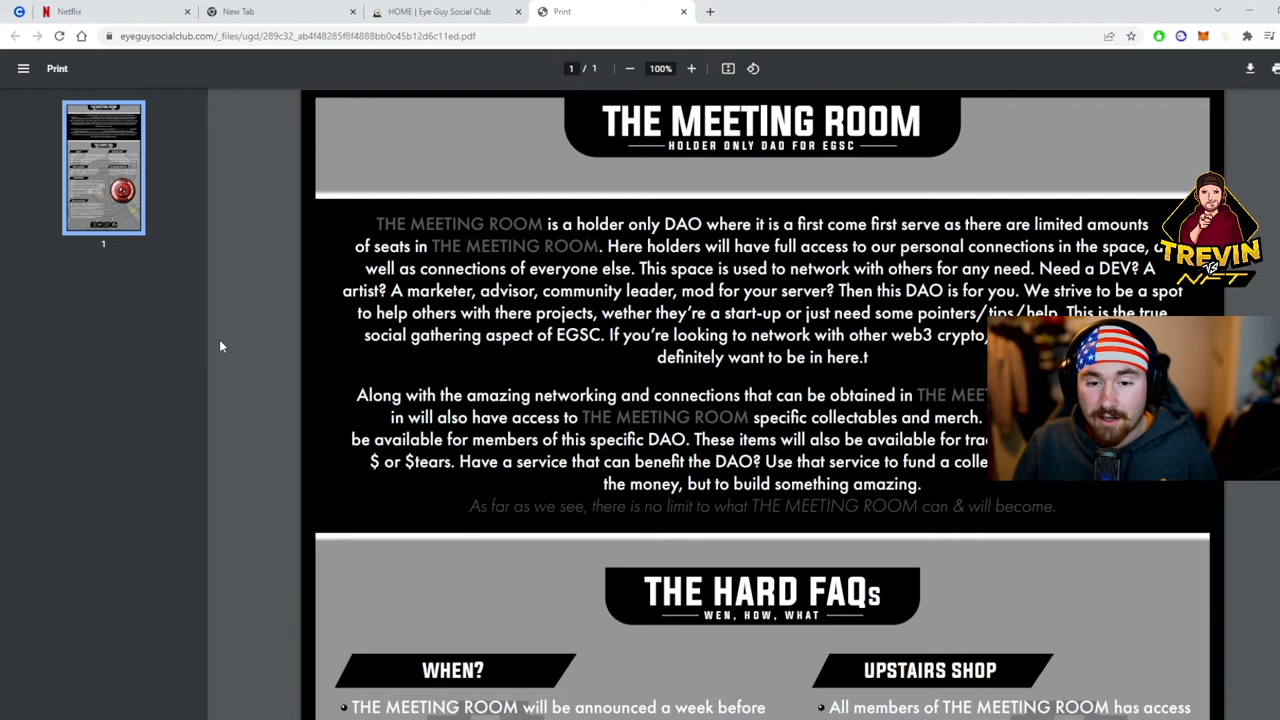 Netflix
New Tab
HOME | Eye Guy Social Club
Print
eyeguysocialclub.com/_files/ugd/289c32_ab4f48285f8f4888bb0c45b12d6c11ed.pdf
Print
1 / 1
100%
1
THE MEETING ROOM
HOLDER ONLY DAO FOR EGSC
THE MEETING ROOM is a holder only DAO where it is a first come first serve as there are limited amounts
of seats in THE MEETING ROOM. Here holders will have full access to our personal connections in the space,
well as connections of everyone else. This space is used to network with others for any need. Need a DEV? A
artist? A marketer, advisor, community leader, mod for your server? Then this DAO is for you. We strive to be a spot
to help others with there projects, wether they're a start-up or just need some pointers/tips/help. This is the true
social gathering aspect of EGSC. If you're looking to network with other web3 crypto,
definitely want to be in here.t
Along with the amazing networking and connections that can be obtained in THE MEE
in will also have access to THE MEETING ROOM specific collectables and merch.
be available for members of this specific DAO. These items will also be available for
$ or $tears. Have a service that can benefit the DAO? Use that service to fund a
the money, but to build something amazing.
As far as we see, there is no limit to what THE MEETING ROOM can & will become.
TREVIN
VS
NFT
THE HARD FAQs
WEN, HOW, WHAT
WHEN?
UPSTAIRS SHOP
• THE MEETING ROOM will be announced a week before
• All members of THE MEETING ROOM has access